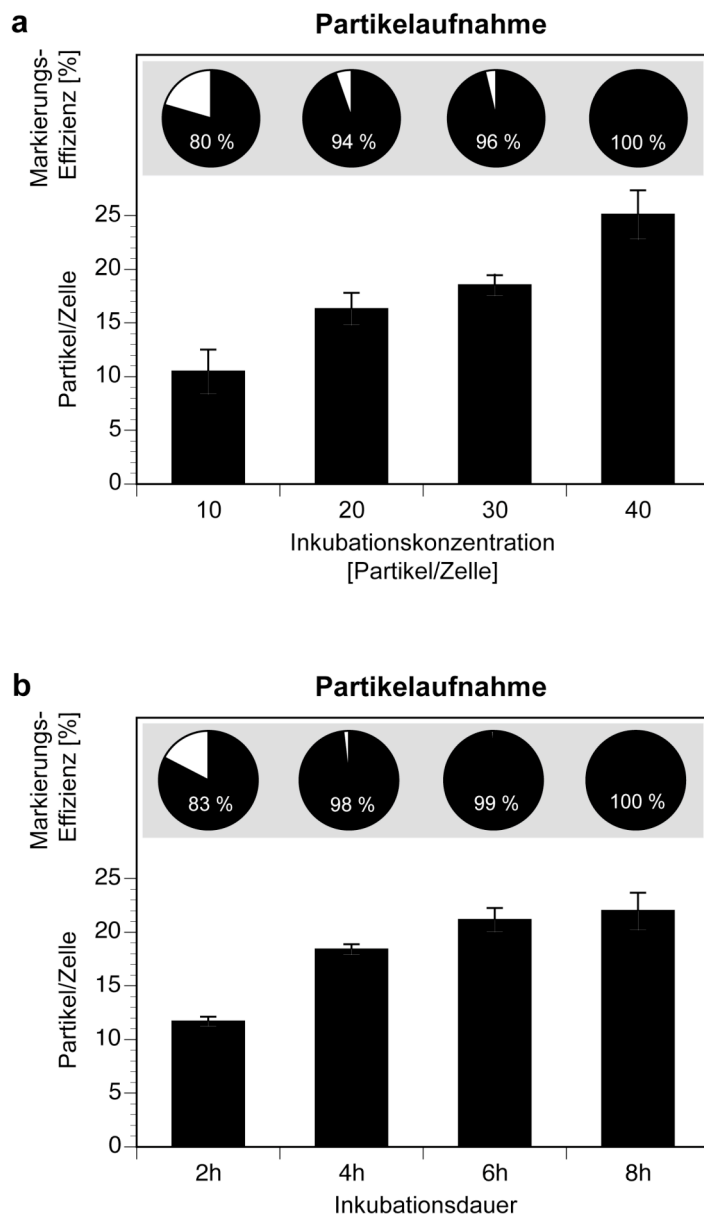 a
Partikelaufnahme
Markierungs-
Effizienz [%]
80 %
94 %
96 %
100 %
Partikel/Zelle
25
20
15
10
5
0
10
20
30
40
Inkubationskonzentration
[Partikel/Zelle]
b
Partikelaufnahme
Markierungs-
Effizienz [%]
83 %
98 %
99 %
100 %
Partikel/Zelle
25
20
15
10
5
0
2h
4h
6h
8h
Inkubationsdauer